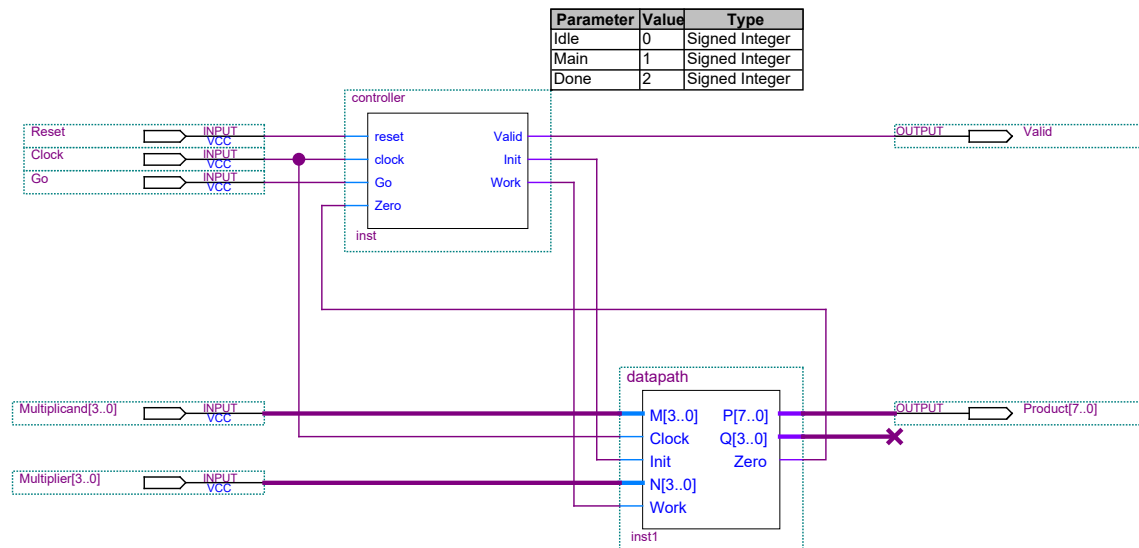 Parameter Value Type
Idle 0 Signed Integer
Main 1 Signed Integer
Done 2 Signed Integer
controller
Reset INPUT VCC reset Valid OUTPUT Valid
Clock INPUT VCC clock Init
Go INPUT VCC Go Work
Zero
inst
datapath
Multiplicand[3..0] INPUT VCC M[3..0] P[7..0] OUTPUT Product[7..0]
Clock Q[3..0]
Init Zero
Multiplier[3..0] INPUT VCC N[3..0]
Work
inst1